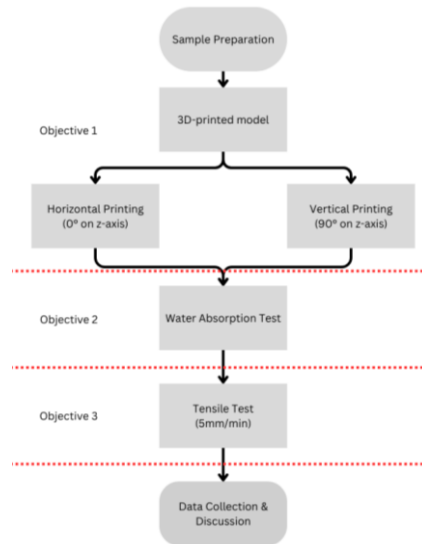 Sample Preparation
Objective 1
3D-printed model
Horizontal Printing
(0° on z-axis)
Vertical Printing
(90° on z-axis)
Objective 2
Water Absorption Test
Objective 3
Tensile Test
(5mm/min)
Data Collection &
Discussion